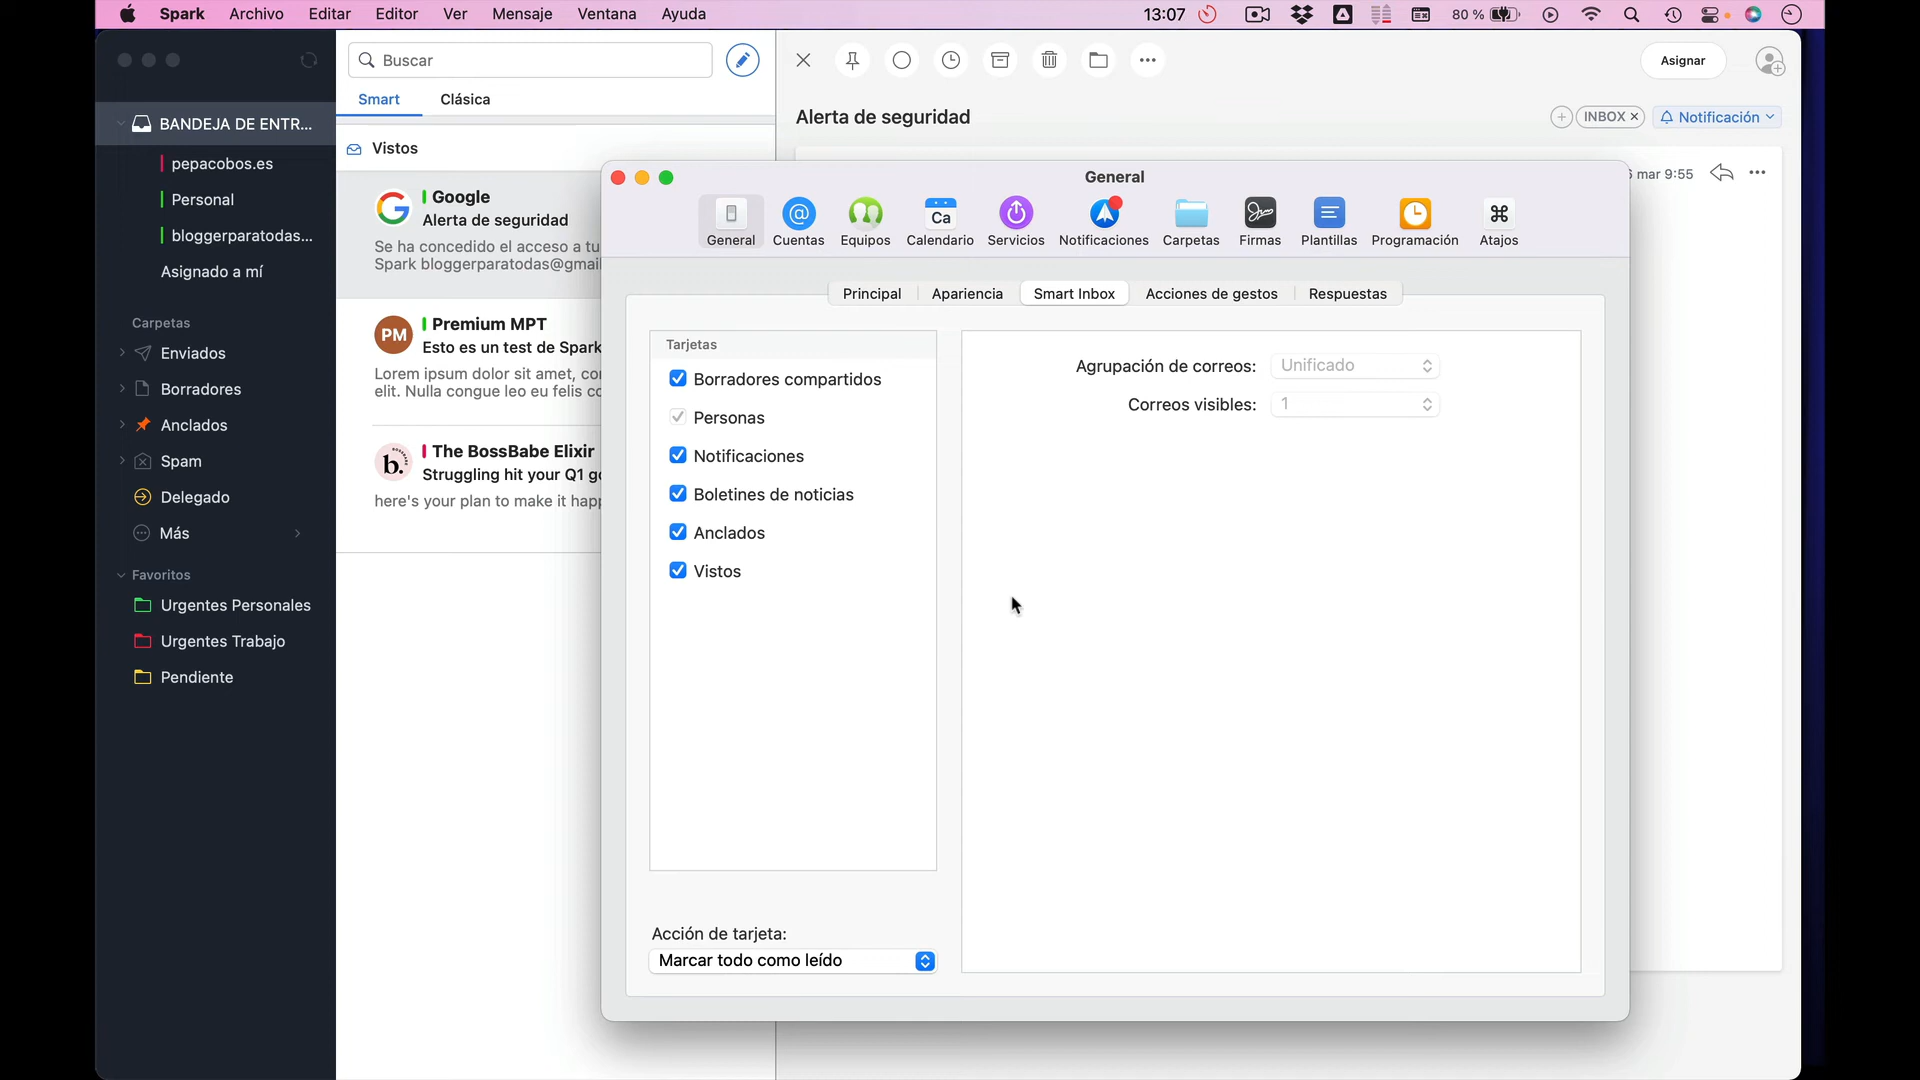 Spark Archivo Editar Editor Ver Mensaje Ventana Ayuda 13:07 80 %
Buscar
Smart Clásica
Asignar
BANDEJA DE ENTR...
pepacobos.es
Personal
bloggerparatodas...
Asignado a mí
Carpetas
Enviados
Borradores
Anclados
Spam
Delegado
Más
Favoritos
Urgentes Personales
Urgentes Trabajo
Pendiente
Vistos
Google
Alerta de seguridad
Se ha concedido el acceso a tu
Spark bloggerparatodas@gmai
PM
Premium MPT
Esto es un test de Spark
Lorem ipsum dolor sit amet, co
elit. Nulla congue leo eu felis c
b.
The BossBabe Elixir
Struggling hit your Q1 g
here's your plan to make it hap
Alerta de seguridad
INBOX Notificación
mar 9:55
General
General Cuentas Equipos Ca Calendario Servicios Notificaciones Carpetas Firmas Plantillas Programación Atajos
Principal Apariencia Smart Inbox Acciones de gestos Respuestas
Tarjetas
Borradores compartidos
Personas
Notificaciones
Boletines de noticias
Anclados
Vistos
Acción de tarjeta:
Marcar todo como leído
Agrupación de correos: Unificado
Correos visibles: 1